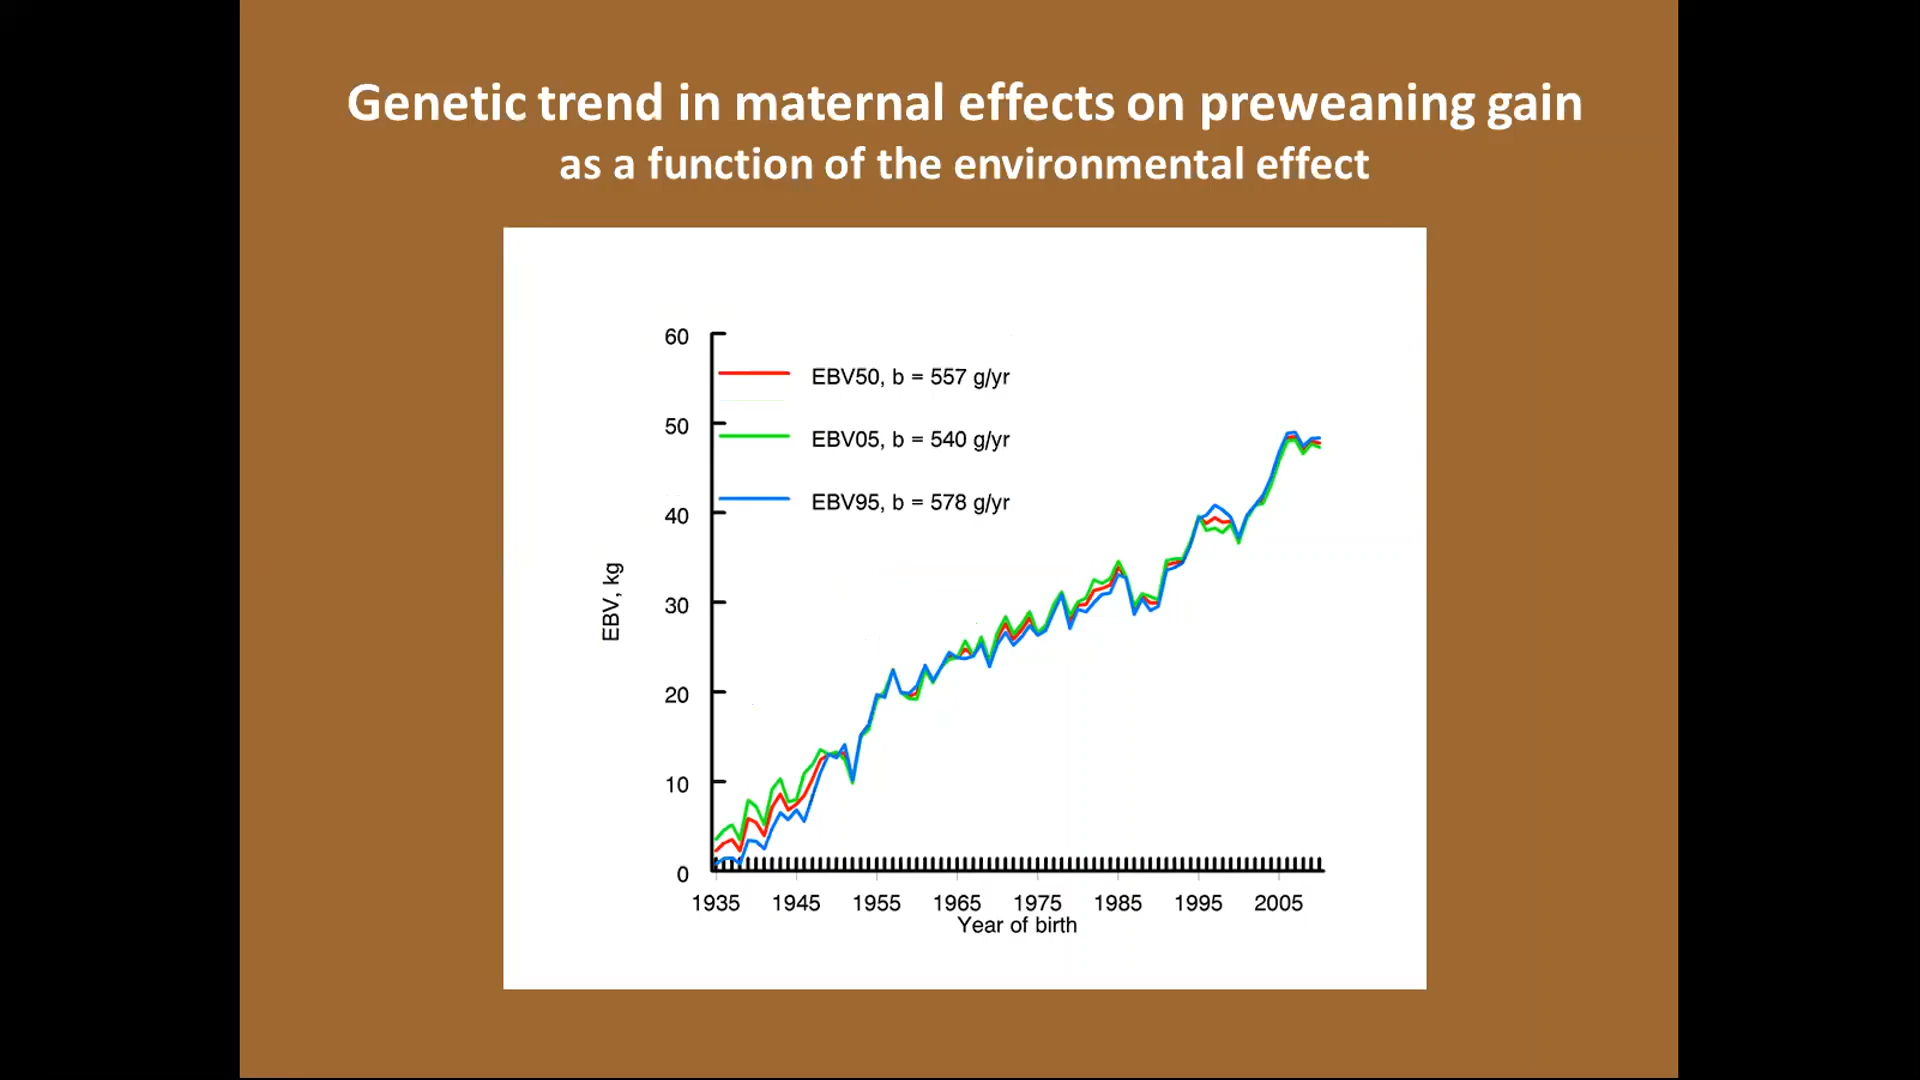 Genetic trend in maternal effects on preweaning gain
as a function of the environmental effect
60
EBV50, b = 557 g/yr
50
EBV05, b = 540 g/yr
EBV95, b = 578 g/yr
40
EBV, kg
30
20
10
0
1935 1945 1955 1965 1975 1985 1995 2005
Year of birth